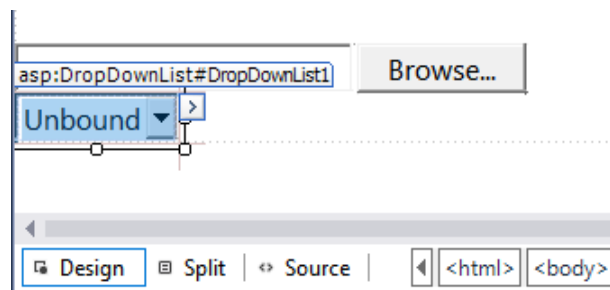 Browse...
asp:DropDownList#DropDownList1
Unbound
Design Split Source <html> <body>